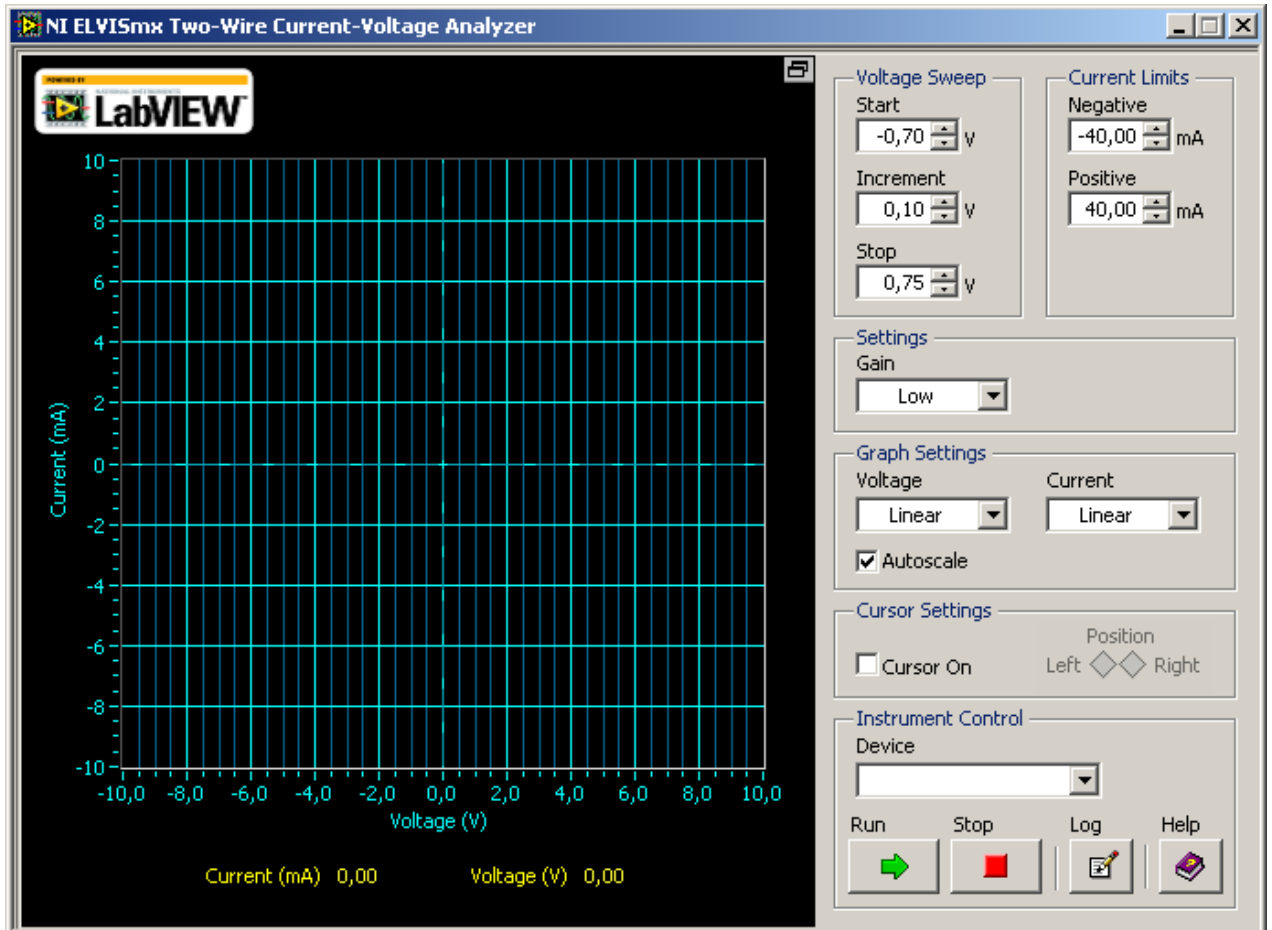 NI ELVISmx Two-Wire Current-Voltage Analyzer
POWERED BY
NATIONAL INSTRUMENTS
LabVIEW
10
8
6
4
2
0
-2
-4
-6
-8
-10
Current (mA)
-10,0 -8,0 -6,0 -4,0 -2,0 0,0 2,0 4,0 6,0 8,0 10,0
Voltage (V)
Current (mA) 0,00 Voltage (V) 0,00
Voltage Sweep
Start
-0,70 V
Increment
0,10 V
Stop
0,75 V
Current Limits
Negative
-40,00 mA
Positive
40,00 mA
Settings
Gain
Low
Graph Settings
Voltage Current
Linear Linear
Autoscale
Cursor Settings
Position
Cursor On Left Right
Instrument Control
Device
Run Stop Log Help